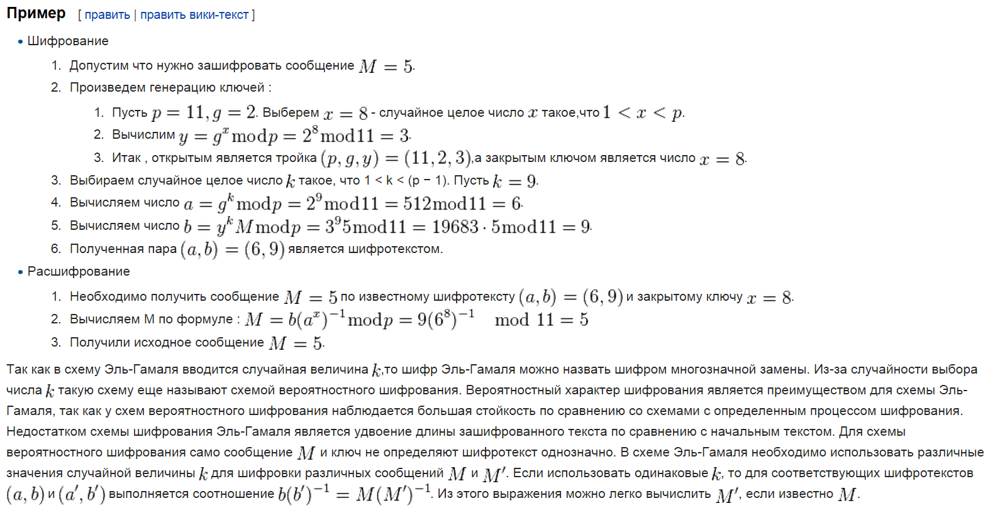 Пример [ править | править вики-текст ]
• Шифрование
1. Допустим что нужно зашифровать сообщение M = 5.
2. Произведем генерацию ключей :
1. Пусть p = 11, g = 2. Выберем x = 8 - случайное целое число x такое,что 1 < x < p.
2. Вычислим y = g^x mod p = 2^8 mod 11 = 3.
3. Итак , открытым является тройка (p, g, y) = (11, 2, 3),а закрытым ключом является число x = 8.
3. Выбираем случайное целое число k такое, что 1 < k < (p − 1). Пусть k = 9.
4. Вычисляем число a = g^k mod p = 2^9 mod 11 = 512 mod 11 = 6.
5. Вычисляем число b = y^k M mod p = 3^9 5 mod 11 = 19683 · 5 mod 11 = 9.
6. Полученная пара (a, b) = (6, 9) является шифротекстом.
• Расшифрование
1. Необходимо получить сообщение M = 5 по известному шифротексту (a, b) = (6, 9) и закрытому ключу x = 8.
2. Вычисляем M по формуле : M = b(a^x)^−1 mod p = 9(6^8)^−1 mod 11 = 5
3. Получили исходное сообщение M = 5.
Так как в схему Эль-Гамаля вводится случайная величина k,то шифр Эль-Гамаля можно назвать шифром многозначной замены. Из-за случайности выбора
числа k такую схему еще называют схемой вероятностного шифрования. Вероятностный характер шифрования является преимуществом для схемы Эль-
Гамаля, так как у схем вероятностного шифрования наблюдается большая стойкость по сравнению со схемами с определенным процессом шифрования.
Недостатком схемы шифрования Эль-Гамаля является удвоение длины зашифрованного текста по сравнению с начальным текстом. Для схемы
вероятностного шифрования само сообщение M и ключ не определяют шифротекст однозначно. В схеме Эль-Гамаля необходимо использовать различные
значения случайной величины k для шифровки различных сообщений M и M′. Если использовать одинаковые k, то для соответствующих шифротекстов
(a, b) и (a′, b′) выполняется соотношение b(b′)^−1 = M(M′)^−1. Из этого выражения можно легко вычислить M′, если известно M.